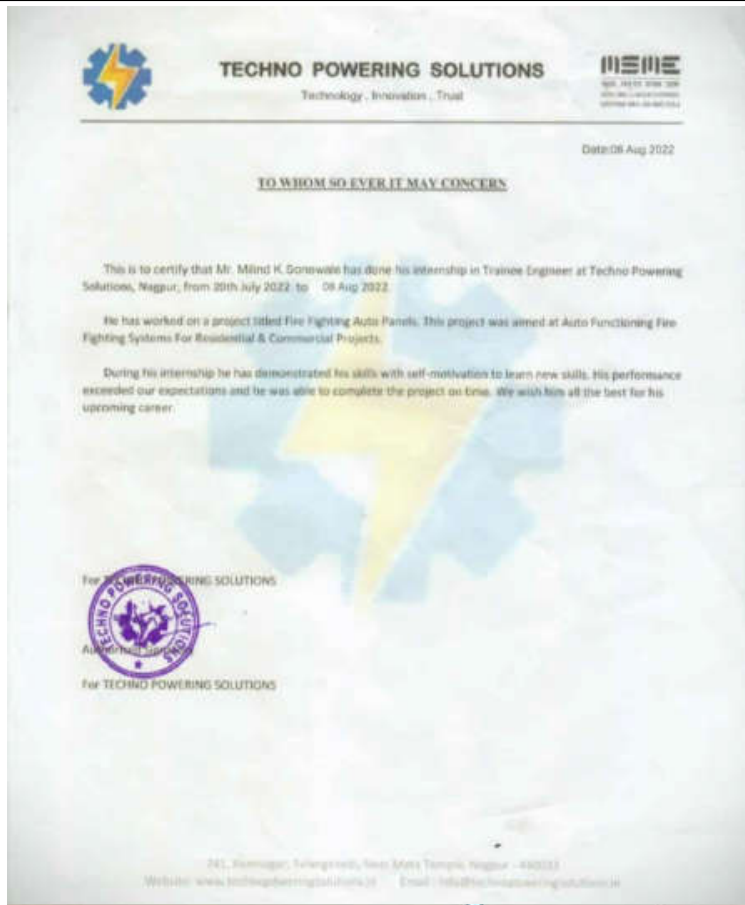 TECHNO POWERING SOLUTIONS
Technology, Innovation, Trust
MSME
Date:08 Aug 2022
TO WHOM SO EVER IT MAY CONCERN
This is to certify that Mr. Milind K. has done his internship in Trainee Engineer at Techno Powering
Solutions, Nagpur, from 20th July 2022 to 08 Aug 2022
He has worked on a project titled Fire Fighting Auto Panels. This project was aimed at Auto Functioning Fire
Fighting Systems For Residential & Commercial Projects.
During his internship he has demonstrated his skills with self-motivation to learn new skills. His performance
exceeded our expectations and he was able to complete the project on time. We wish him all the best for his
upcoming career.
For POWERING SOLUTIONS
TECHNO POWERING SOLUTIONS
For TECHNO POWERING SOLUTIONS
Nagpur
Website: Email: